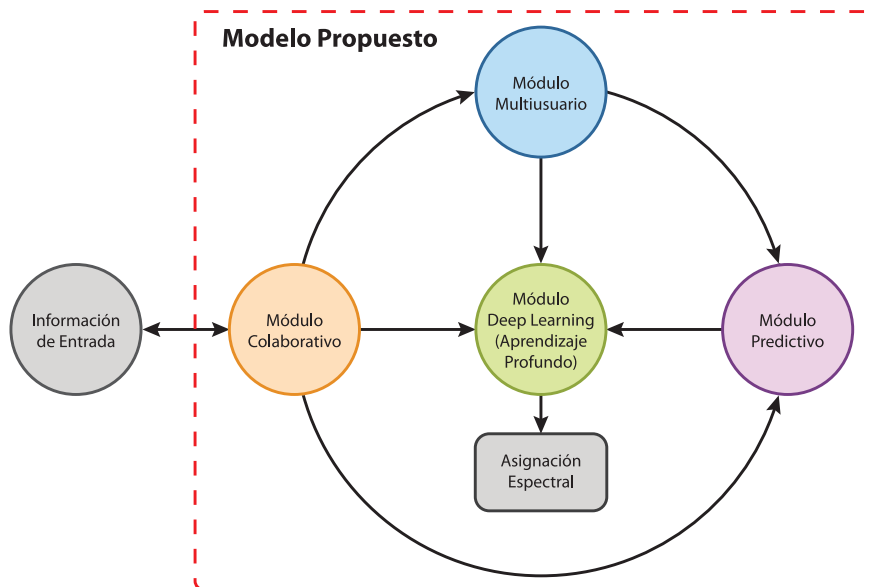 Modelo Propuesto
Módulo
Multiusuario
Información
de Entrada
Módulo
Colaborativo
Módulo
Deep Learning
(Aprendizaje
Profundo)
Módulo
Predictivo
Asignación
Espectral